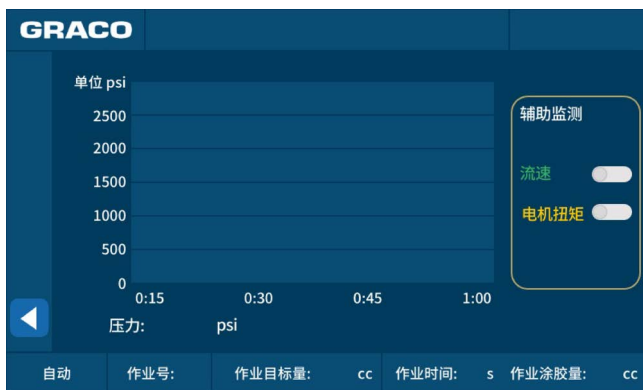 GRACO
单位 psi
2500
2000
1500
1000
500
0
0:15 0:30 0:45 1:00
压力: psi
辅助监测
流速
电机扭矩
自动 作业号: 作业目标量: cc 作业时间: s 作业涂胶量: cc